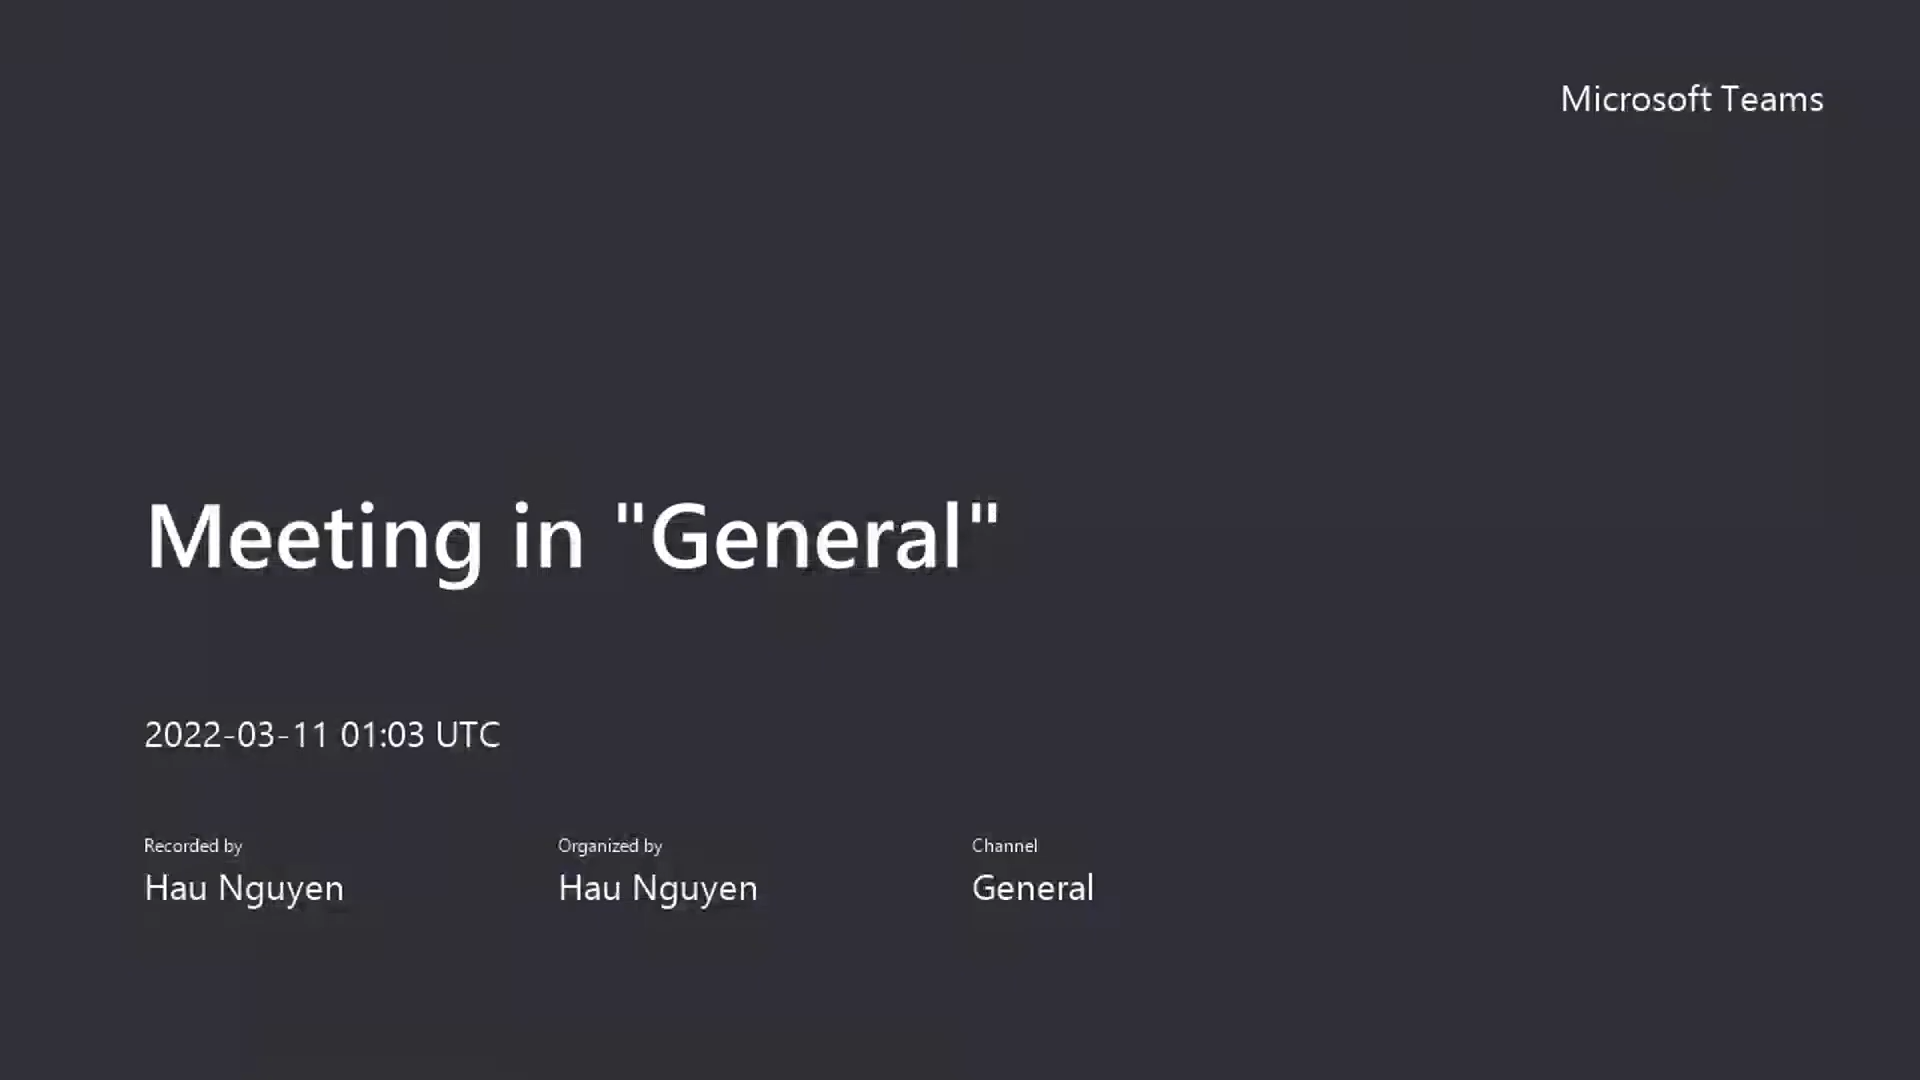 Microsoft Teams
Meeting in "General"
2022-03-11 01:03 UTC
Recorded by
Hau Nguyen
Organized by
Hau Nguyen
Channel
General